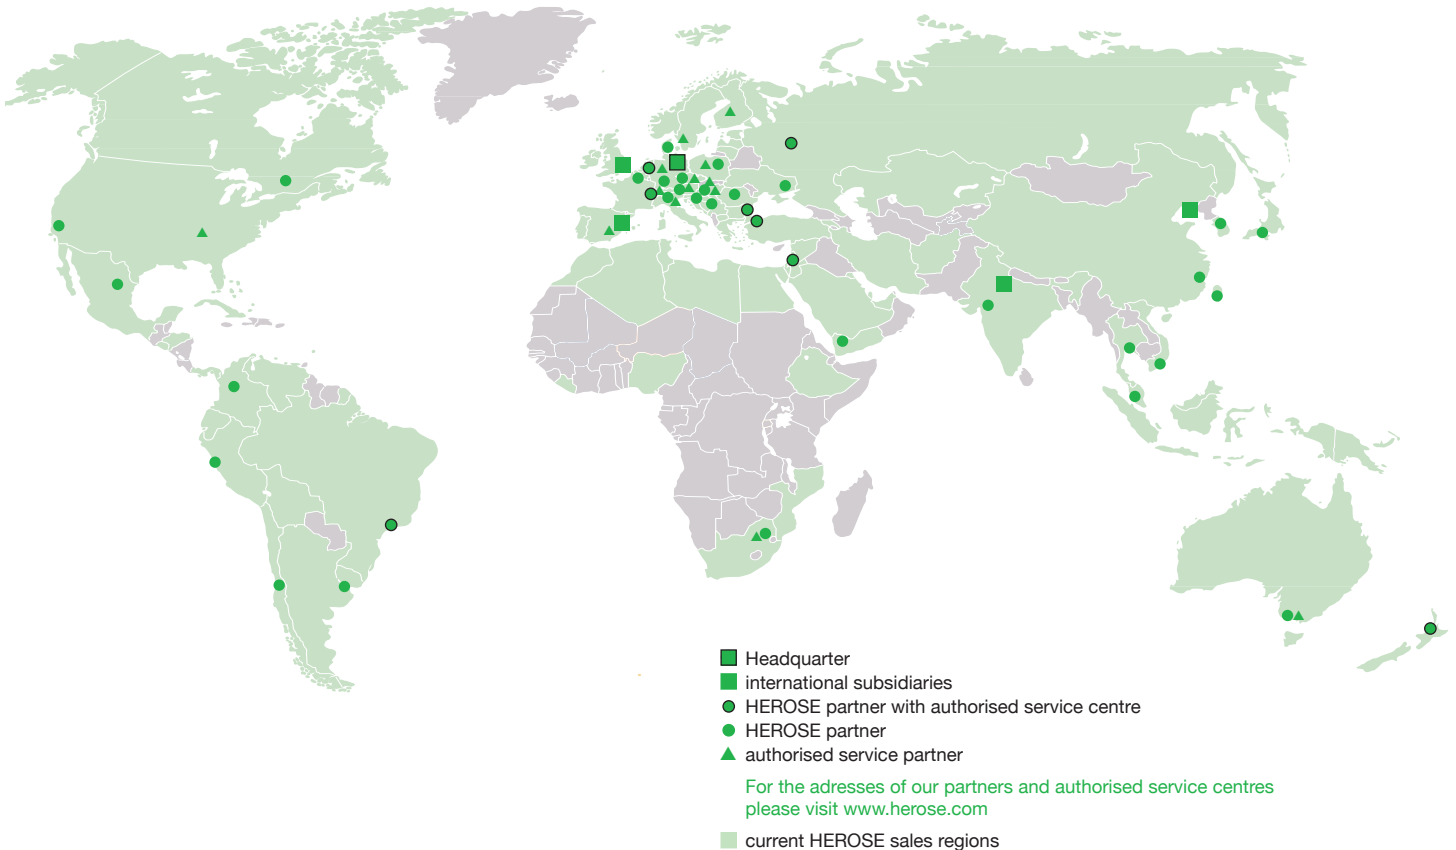 Headquarter
international subsidiaries
HEROSE partner with authorised service centre
HEROSE partner
authorised service partner
For the adresses of our partners and authorised service centres
please visit www.herose.com
current HEROSE sales regions